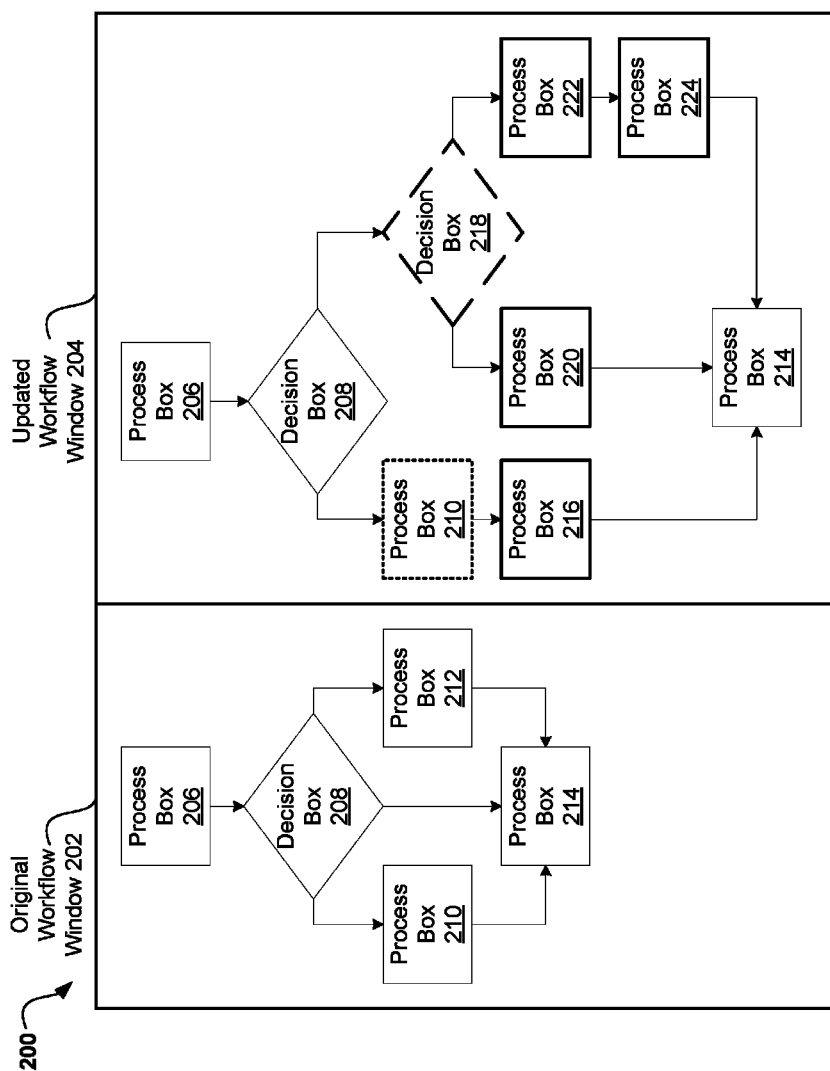 200
Original
Workflow
Window 202
Updated
Workflow
Window 204
Process
Box
206
Decision
Box
208
Process
Box
210
Process
Box
212
Process
Box
214
Process
Box
206
Decision
Box
208
Process
Box
210
Decision
Box
218
Process
Box
216
Process
Box
220
Process
Box
222
Process
Box
224
Process
Box
214